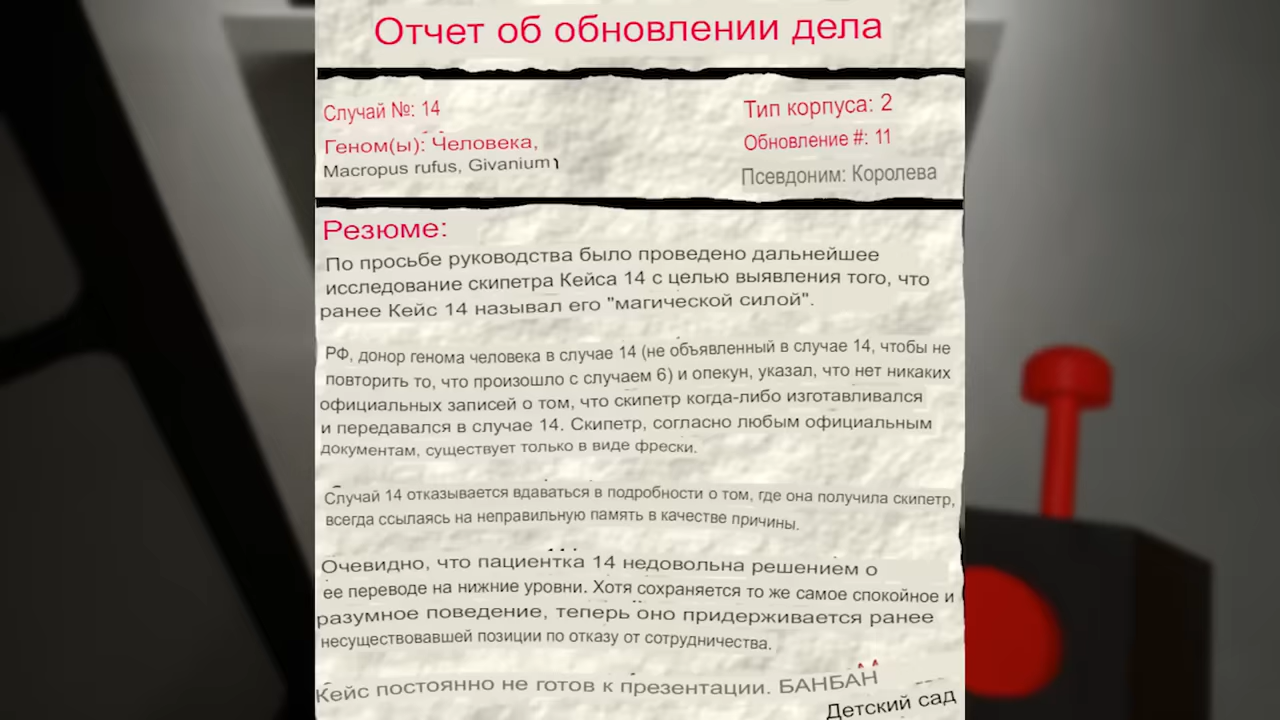 Отчет об обновлении дела
Случай №: 14
Тип корпуса: 2
Геном(ы): Человека,
Обновление #: 11
Macropus rufus, Givanium)
Псевдоним: Королева
Резюме:
По просьбе руководства было проведено дальнейшее
исследование скипетра Кейса 14 с целью выявления того, что
ранее Кейс 14 называл его "магической силой".
РФ, донор генома человека в случае 14 (не объявленный в случае 14, чтобы не
повторить то, что произошло с случаем 6) и опекун, указал, что нет никаких
официальных записей о том, что скипетр когда-либо изготавливался
и передавался в случае 14. Скипетр, согласно любым официальным
документам, существует только в виде фрески.
Случай 14 отказывается вдаваться в подробности о том, где она получила скипетр,
всегда ссылаясь на неправильную память в качестве причины.
Очевидно, что пациентка 14 недовольна решением о
ее переводе на нижние уровни. Хотя сохраняется то же самое спокойное и
разумное поведение, теперь оно придерживается ранее
несуществовавшей позиции по отказу от сотрудничества.
Кейс постоянно не готов к презентации. БАНБАН
Детский сад